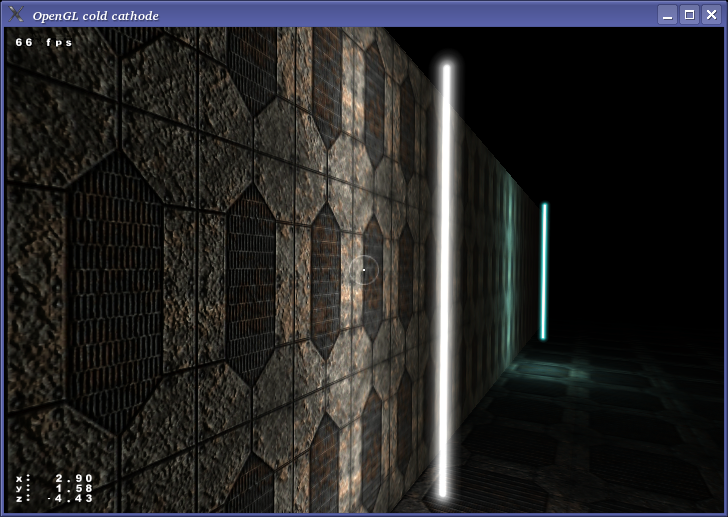 OpenGL cold cathode
66 fps
x: 2.90
y: 1.58
z: -4.43